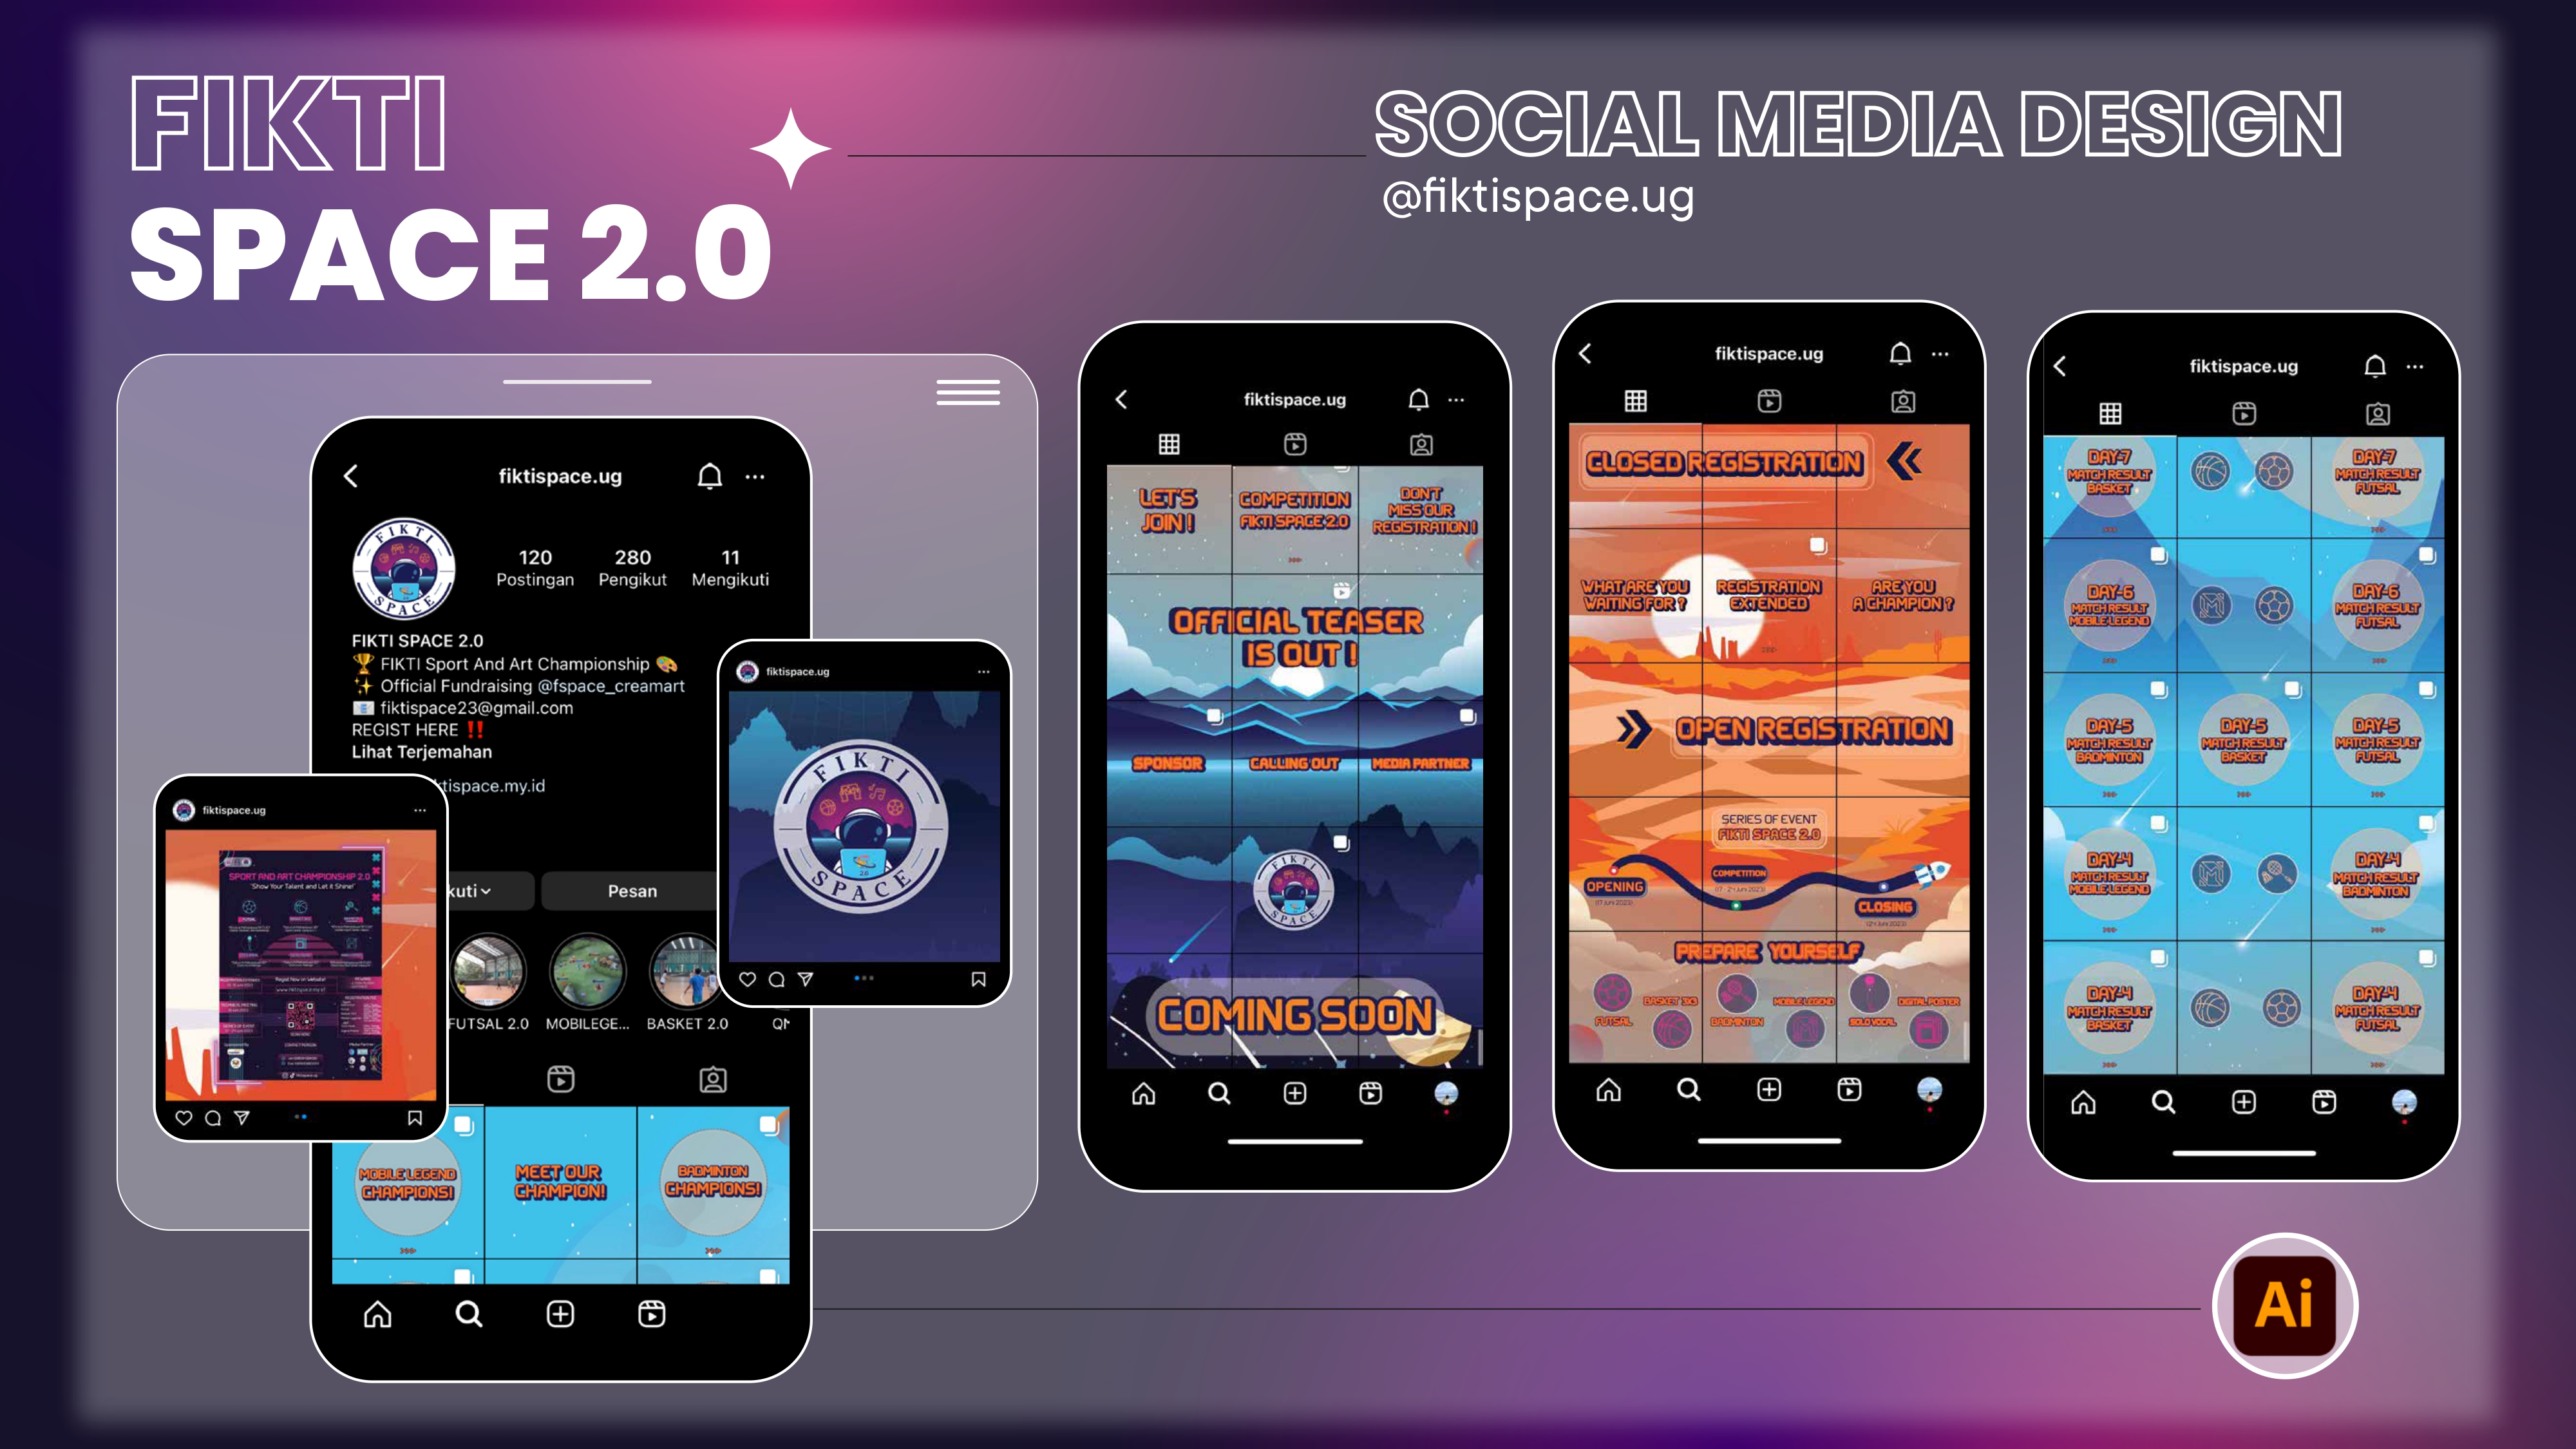 FIKTI
SPACE 2.0
SOCIAL MEDIA DESIGN
@fiktispace.ug
fiktispace.ug
FIKTI
SPACE
120
Postingan
280
Pengikut
11
Mengikuti
FIKTI SPACE 2.0
🏆 FIKTI Sport And Art Championship 🎨
✨ Official Fundraising @fspace_creamart
📧 fiktispace23@gmail.com
REGIST HERE ‼️
Lihat Terjemahan
tispace.my.id
kuti
Pesan
FUTSAL 2.0
MOBILEGE...
BASKET 2.0
MOBILE LEGEND
CHAMPIONS!
MEET OUR
CHAMPION!
BADMINTON
CHAMPIONS!
fiktispace.ug
SPORT AND ART CHAMPIONSHIP 2.0
"Show Your Talent and Let it Shine!"
fiktispace.ug
FIKTI
2.0
SPACE
fiktispace.ug
LET'S
JOIN !
COMPETITION
FIKTI SPACE 2.0
DON'T
MISS OUR
REGISTRATION !
OFFICIAL TEASER
IS OUT !
SPONSOR
CALLING OUT
MEDIA PARTNER
FIKTI
SPACE
COMING SOON
fiktispace.ug
CLOSED REGISTRATION
WHAT ARE YOU
WAITING FOR ?
REGISTRATION
EXTENDED
ARE YOU
A CHAMPION ?
OPEN REGISTRATION
SERIES OF EVENT
FIKTI SPACE 2.0
OPENING
(17 Juni 2023)
COMPETITION
CLOSING
PREPARE YOURSELF
FUTSAL
BASKET 3X3
BADMINTON
MOBILE LEGEND
SOLO VOCAL
DIGITAL POSTER
fiktispace.ug
DAY-7
MATCH RESULT
BASKET
DAY-7
MATCH RESULT
FUTSAL
DAY-6
MATCH RESULT
MOBILE LEGEND
DAY-6
MATCH RESULT
FUTSAL
DAY-5
MATCH RESULT
BADMINTON
DAY-5
MATCH RESULT
BASKET
DAY-5
MATCH RESULT
FUTSAL
DAY-4
MATCH RESULT
MOBILE LEGEND
DAY-4
MATCH RESULT
BADMINTON
DAY-4
MATCH RESULT
BASKET
DAY-4
MATCH RESULT
FUTSAL
Ai